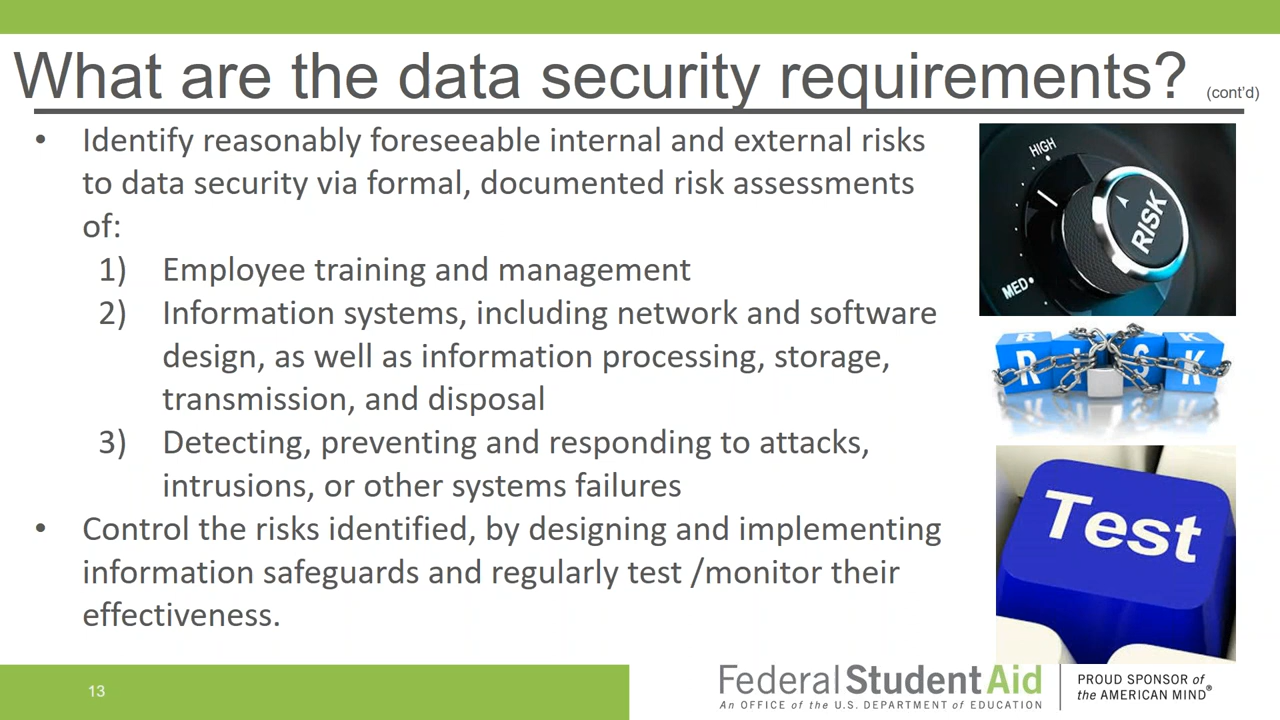 What are the data security requirements? (cont'd)
• Identify reasonably foreseeable internal and external risks
to data security via formal, documented risk assessments
of:
1) Employee training and management
2) Information systems, including network and software
design, as well as information processing, storage,
transmission, and disposal
3) Detecting, preventing and responding to attacks,
intrusions, or other systems failures
• Control the risks identified, by designing and implementing
information safeguards and regularly test /monitor their
effectiveness.
HIGH
RISK
MED
R I S K
R K
Test
13
Federal Student Aid
An OFFICE of the U.S. DEPARTMENT of EDUCATION
PROUD SPONSOR of
the AMERICAN MIND®